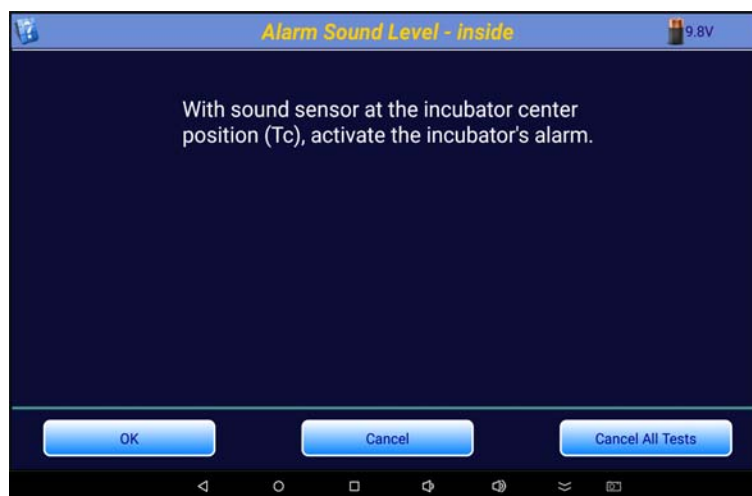 Alarm Sound Level - inside
9.8V
With sound sensor at the incubator center
position (Tc), activate the incubator's alarm.
OK
Cancel
Cancel All Tests